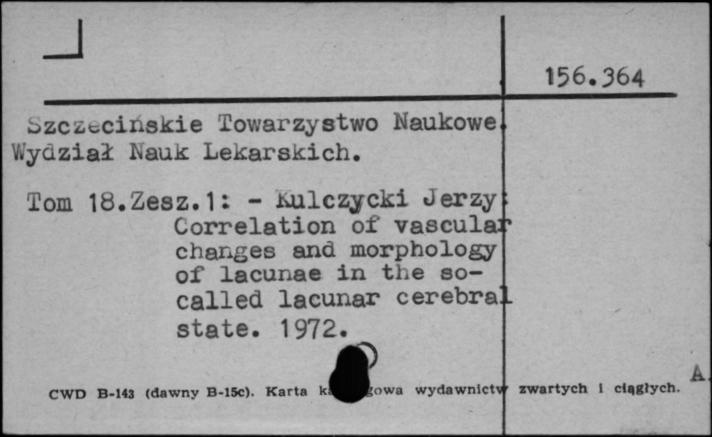 156.364
Szczecińskie Towarzystwo Naukowe.
Wydział Nauk Lekarskich.
Tom 18.Zesz.1: - Kulczycki Jerzy:
Correlation of vascular
changes and morphology
of lacunae in the so-
called lacunar cerebral
state. 1972.
A.
CWD B-143 (dawny B-15c). Karta wydawnictw zwartych i ciągłych.